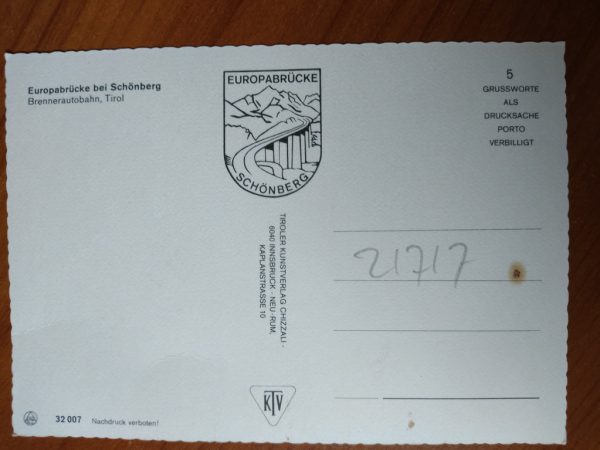 Europabrücke bei Schönberg
Brennerautobahn, Tirol
EUROPABRÜCKE
SCHÖNBERG
5
GRUSSWORTE
ALS
DRUCKSACHE
PORTO
VERBILLIGT
TIROLER KUNSTVERLAG CHIZZALI -
6040 INNSBRUCK - NEU-RUM,
KAPLANSTRASSE 10
21717
KTV
32 007 Nachdruck verboten!